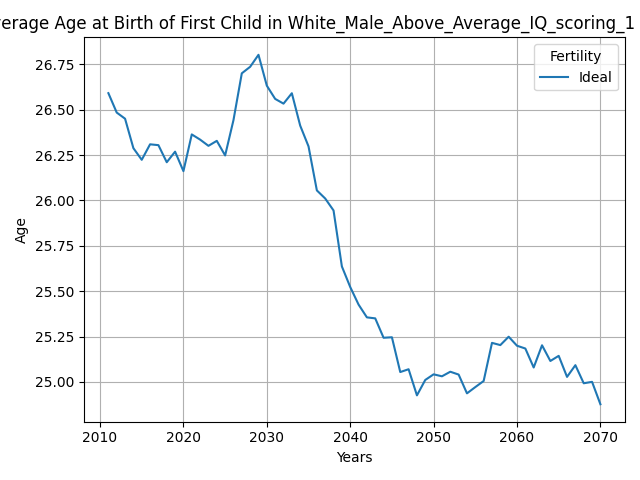 verage Age at Birth of First Child in White_Male_Above_Average_IQ_scoring_1
Fertility
Ideal
Age
26.75
26.50
26.25
26.00
25.75
25.50
25.25
25.00
2010 2020 2030 2040 2050 2060 2070
Years